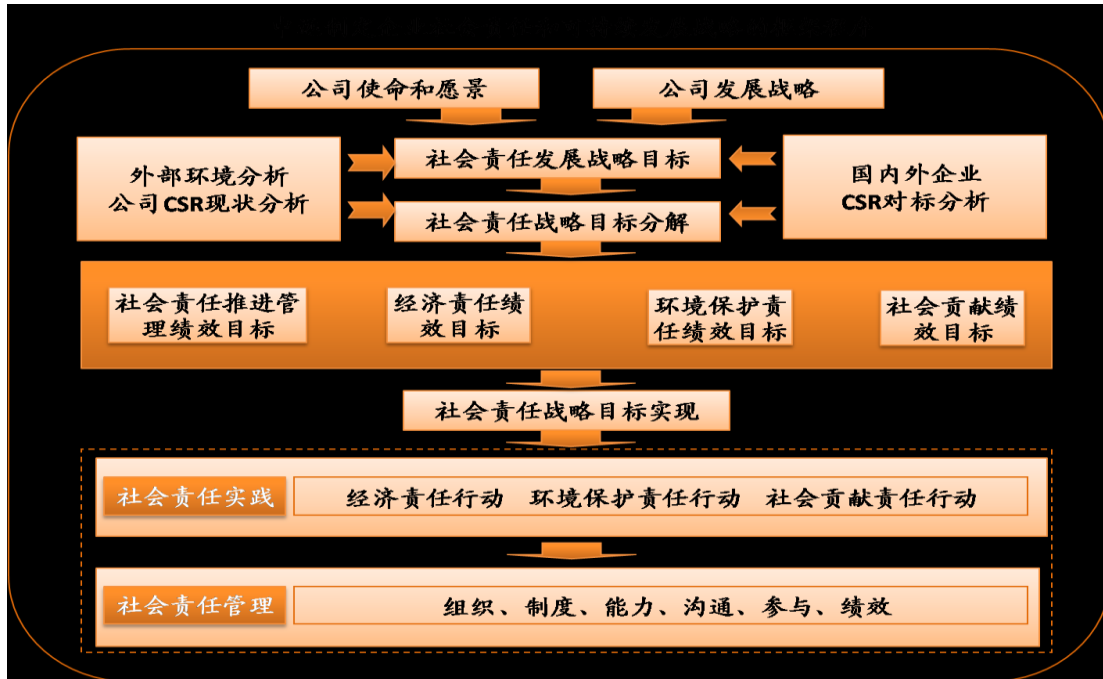 公司使命和愿景
公司发展战略
社会责任发展战略目标
外部环境分析
公司CSR现状分析
国内外企业
CSR对标分析
社会责任战略目标分解
社会责任推进管
理绩效目标
经济责任绩
效目标
环境保护责
任绩效目标
社会贡献绩
效目标
社会责任战略目标实现
社会责任实践
经济责任行动 环境保护责任行动 社会贡献责任行动
社会责任管理
组织、制度、能力、沟通、参与、绩效